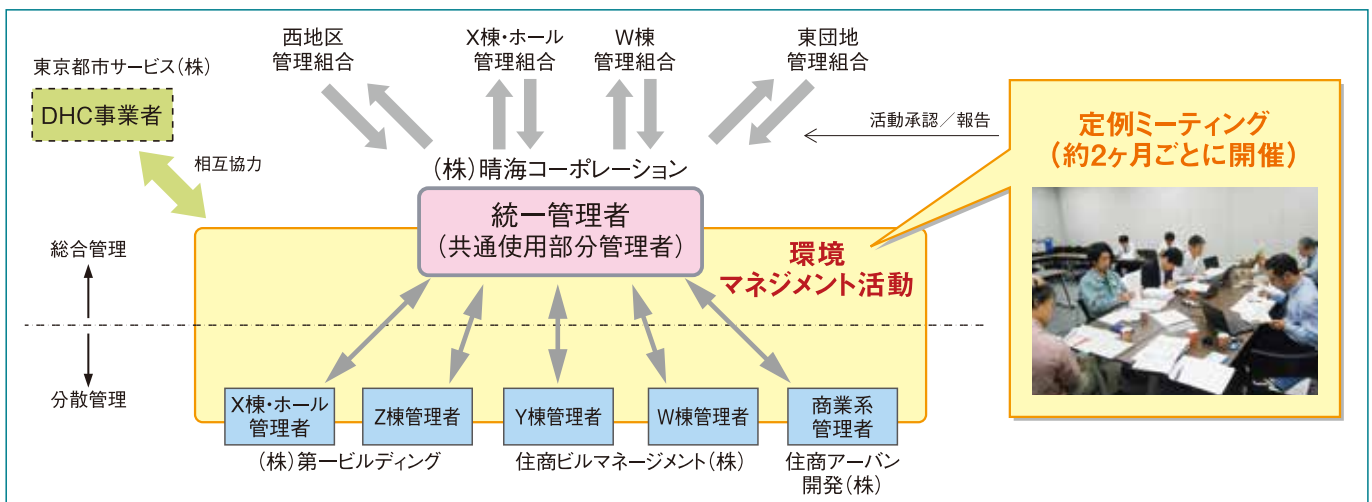 西地区
管理組合
X棟・ホール
管理組合
W棟
管理組合
東団地
管理組合
東京都市サービス(株)
DHC事業者
相互協力
活動承認／報告
定例ミーティング
(約2ヶ月ごとに開催)
(株)晴海コーポレーション
統一管理者
(共通使用部分管理者)
環境
マネジメント活動
総合管理
分散管理
X棟・ホール
管理者
Z棟管理者
Y棟管理者
W棟管理者
商業系
管理者
(株)第一ビルディング
住商ビルマネージメント(株)
住商アーバン
開発(株)